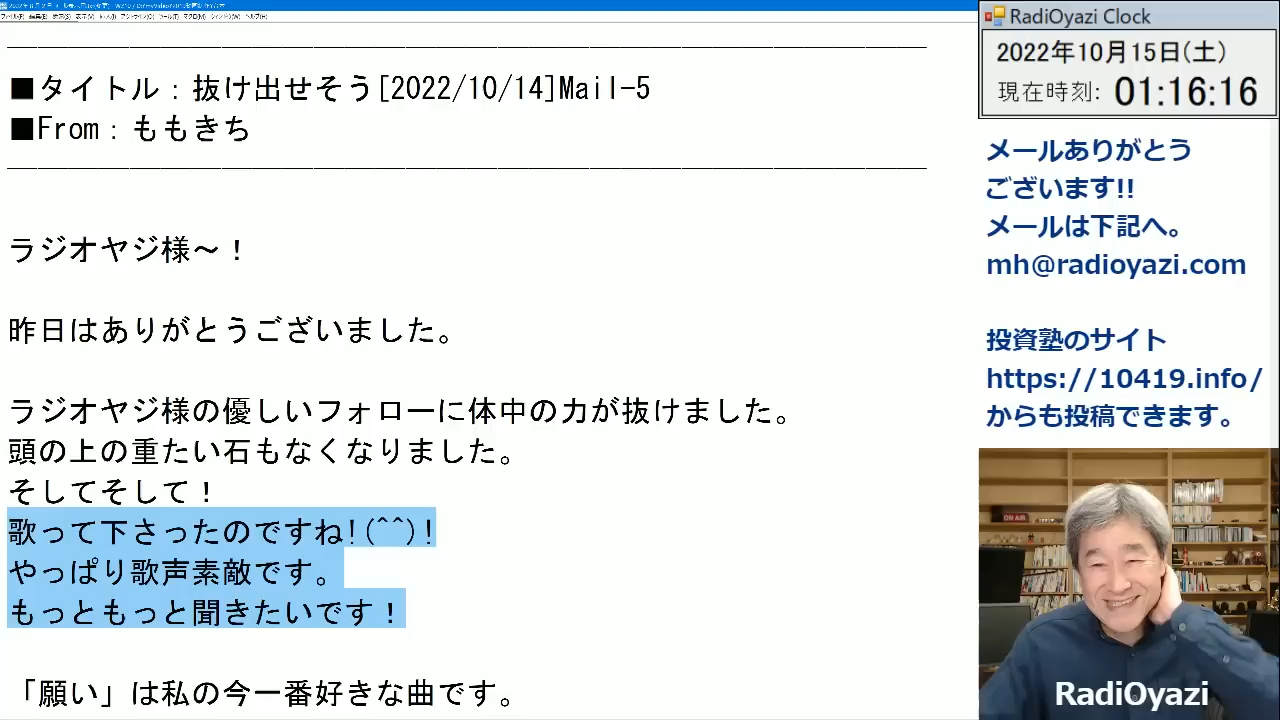 ■タイトル：抜け出せそう[2022/10/14]Mail-5
■From：ももきち
ラジオヤジ様～！
昨日はありがとうございました。
ラジオヤジ様の優しいフォローに体中の力が抜けました。
頭の上の重たい石もなくなりました。
そしてそして！
歌って下さったのですね!(^^)!
やっぱり歌声素敵です。
もっともっと聞きたいです！
「願い」は私の今一番好きな曲です。
RadiOyazi Clock
2022年10月15日(土)
現在時刻: 01:16:16
メールありがとう
ございます!!
メールは下記へ。
mh@radioyazi.com
投資塾のサイト
https://10419.info/
からも投稿できます。
ON AIR
RadiOyazi